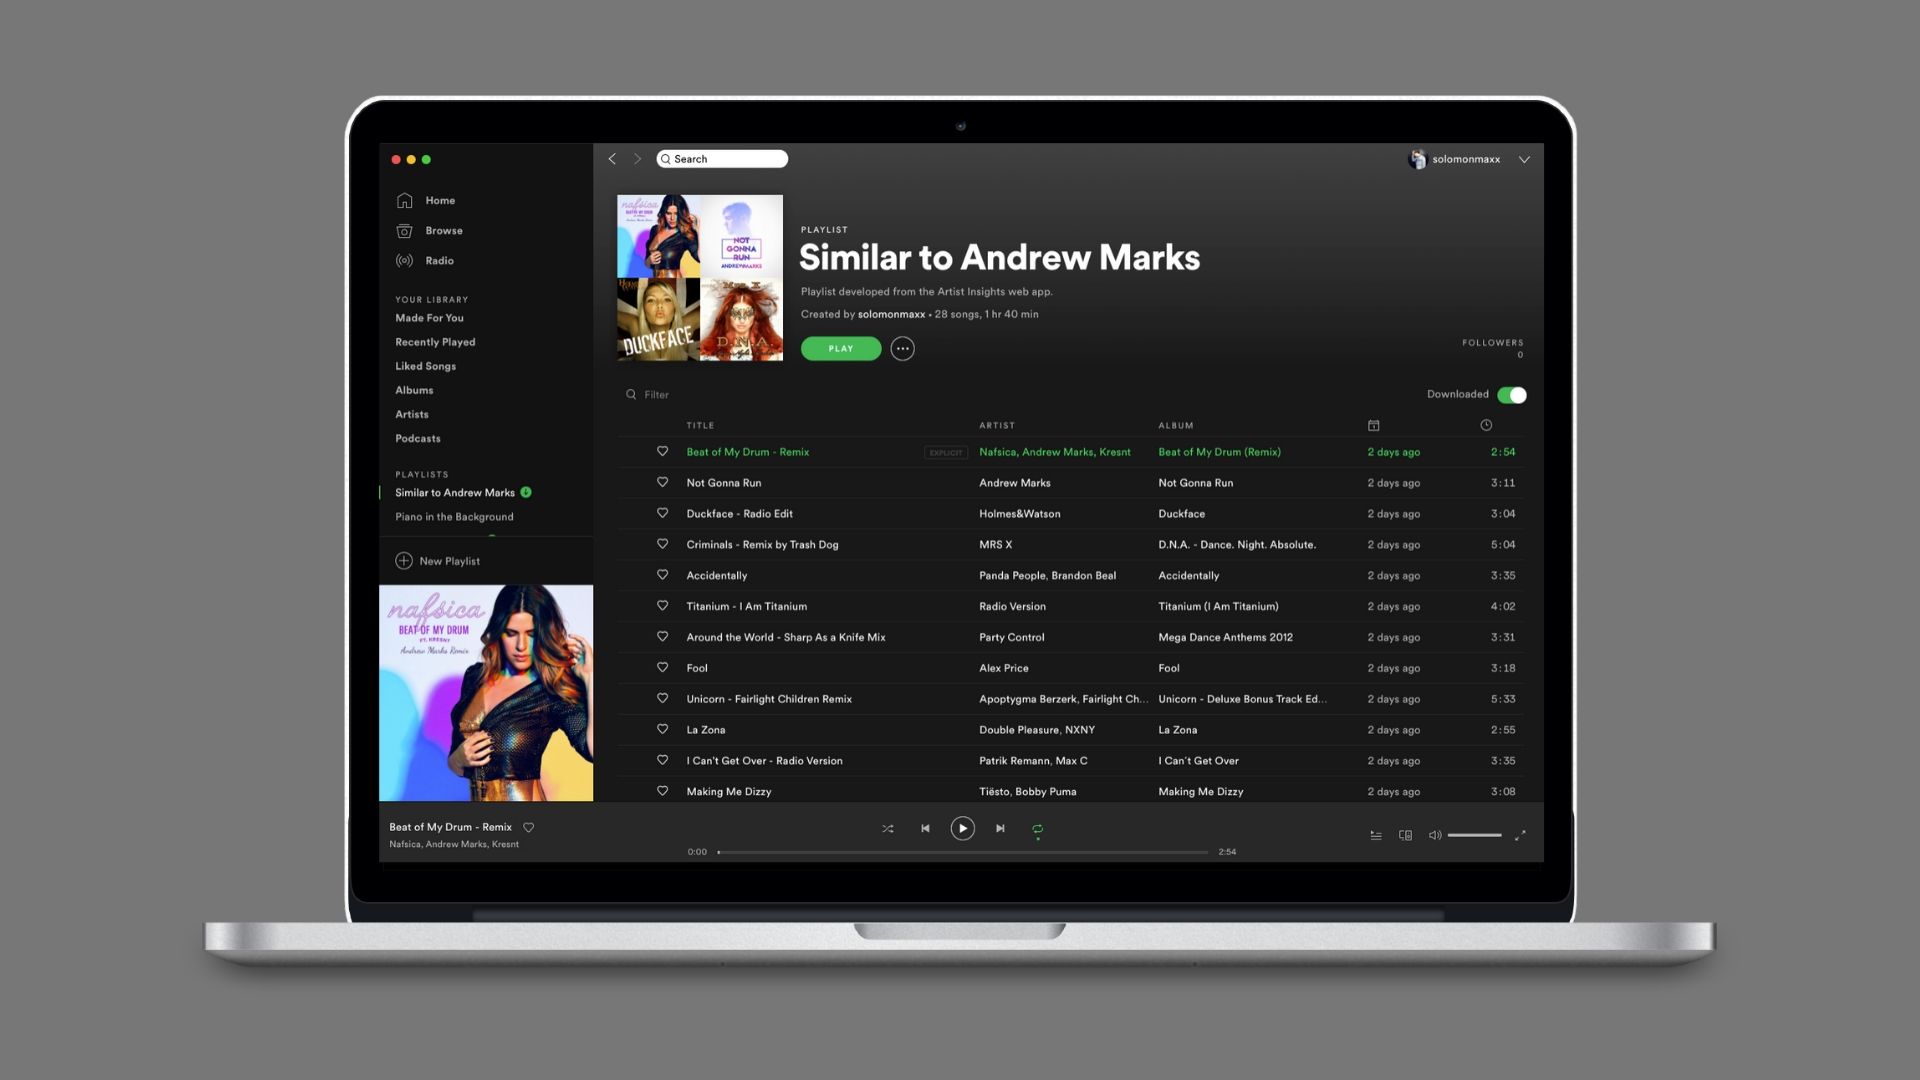 Search
solomonmaxx
Home
Browse
Radio
YOUR LIBRARY
Made For You
Recently Played
Liked Songs
Albums
Artists
Podcasts
PLAYLISTS
Similar to Andrew Marks
Piano in the Background
New Playlist
nafsica
BEAT OF MY DRUM
FT. KRESNT
Andrew Marks Remix
nafsica
BEAT OF MY DRUM
Andrew Marks Remix
NOT
GONNA
RUN
ANDREW MARKS
DUCKFACE
Mrs. X
D.N.A.
PLAYLIST
Similar to Andrew Marks
Playlist developed from the Artist Insights web app.
Created by solomonmaxx • 28 songs, 1 hr 40 min
PLAY
FOLLOWERS
0
Filter
Downloaded
TITLE ARTIST ALBUM
Beat of My Drum - Remix EXPLICIT Nafsica, Andrew Marks, Kresnt Beat of My Drum (Remix) 2 days ago 2:54
Not Gonna Run Andrew Marks Not Gonna Run 2 days ago 3:11
Duckface - Radio Edit Holmes&Watson Duckface 2 days ago 3:04
Criminals - Remix by Trash Dog MRS X D.N.A. - Dance. Night. Absolute. 2 days ago 5:04
Accidentally Panda People, Brandon Beal Accidentally 2 days ago 3:35
Titanium - I Am Titanium Radio Version Titanium (I Am Titanium) 2 days ago 4:02
Around the World - Sharp As a Knife Mix Party Control Mega Dance Anthems 2012 2 days ago 3:31
Fool Alex Price Fool 2 days ago 3:18
Unicorn - Fairlight Children Remix Apoptygma Berzerk, Fairlight Ch... Unicorn - Deluxe Bonus Track Ed... 2 days ago 5:33
La Zona Double Pleasure, NXNY La Zona 2 days ago 2:55
I Can't Get Over - Radio Version Patrik Remann, Max C I Can´t Get Over 2 days ago 3:35
Making Me Dizzy Tiësto, Bobby Puma Making Me Dizzy 2 days ago 3:08
Beat of My Drum - Remix
Nafsica, Andrew Marks, Kresnt
0:00
2:54